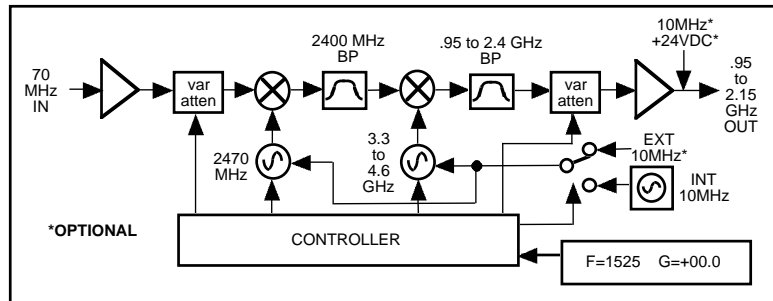 10MHz*
+24VDC*
2400 MHz
BP
.95 to 2.4 GHz
BP
70
MHz
IN
var
atten
var
atten
.95
to
2.15
GHz
OUT
2470
MHz
3.3
to
4.6
GHz
EXT
10MHz*
INT
10MHz
*OPTIONAL
CONTROLLER
F=1525 G=+00.0